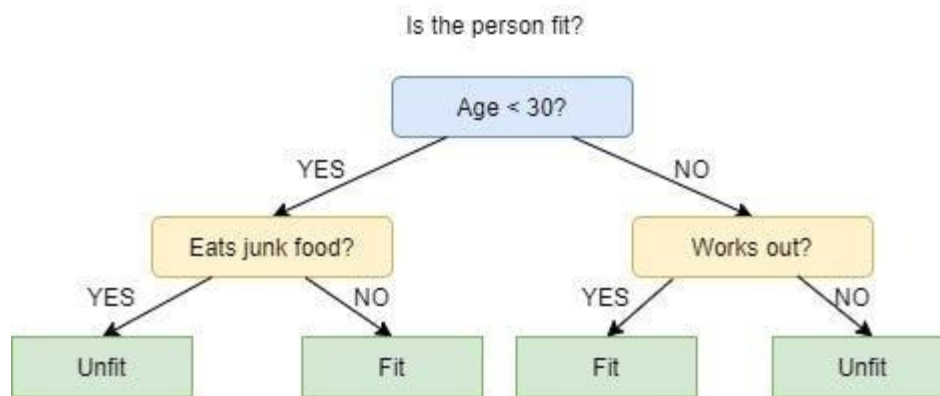 Is the person fit?
Age < 30?
YES
NO
Eats junk food?
Works out?
YES
NO
YES
NO
Unfit
Fit
Fit
Unfit